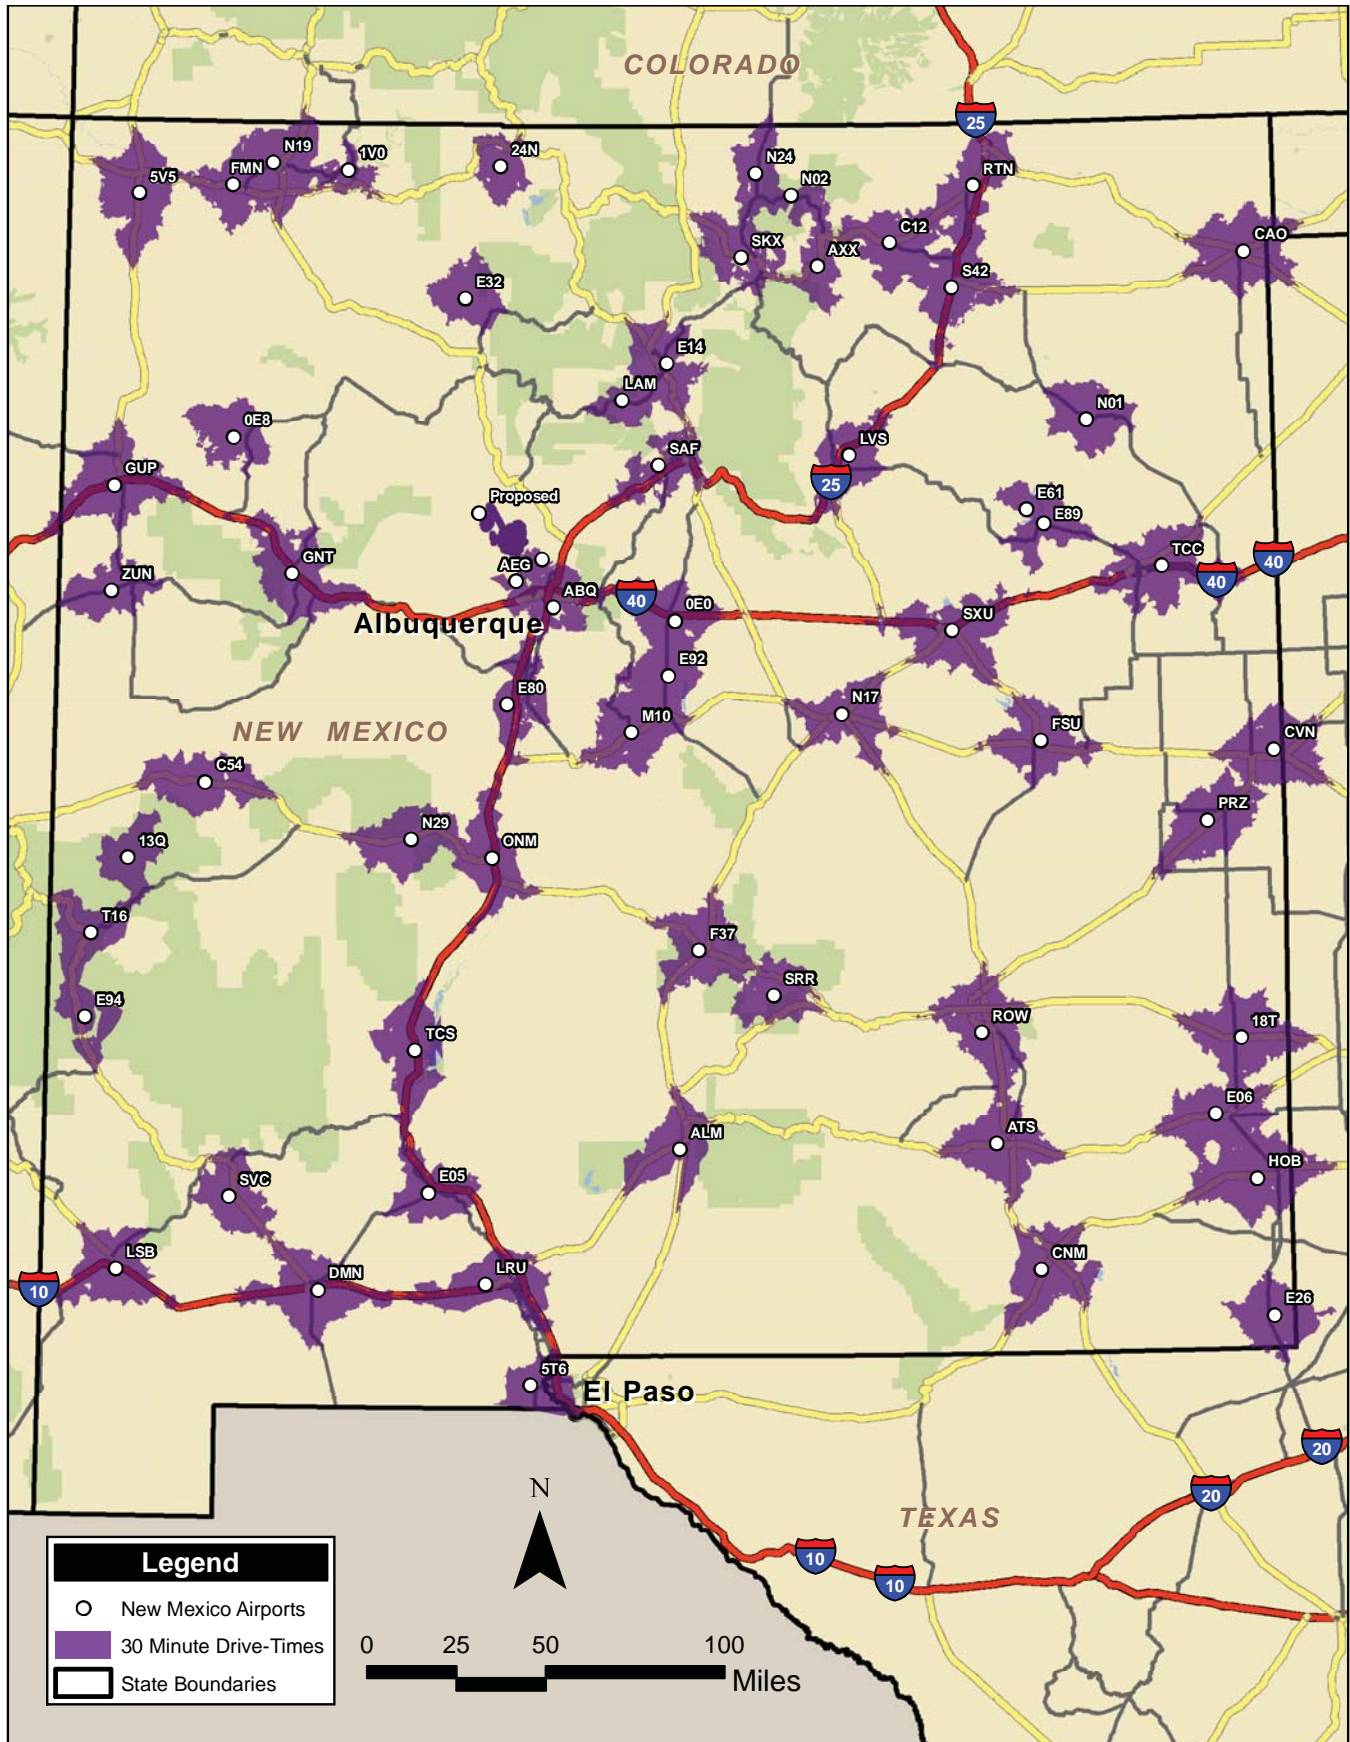 COLORADO
25
N19
1V0
24N
N24
RTN
5V5
FMN
N02
C12
CAO
SKX
AXX
E32
S42
E14
LAM
N01
0E8
LVS
SAF
GUP
25
Proposed
E61
E89
TCC
40
GNT
AEG
40
ZUN
ABQ
40
0E0
SXU
Albuquerque
E92
E80
N17
M10
FSU
NEW MEXICO
CVN
C54
PRZ
N29
13Q
ONM
T16
F37
SRR
E94
ROW
18T
TCS
E06
ATS
ALM
HOB
SVC
E05
LSB
CNM
LRU
DMN
10
E26
5T6
El Paso
20
N
20
TEXAS
10
10
Legend
New Mexico Airports
30 Minute Drive-Times
State Boundaries
0 25 50 100
Miles